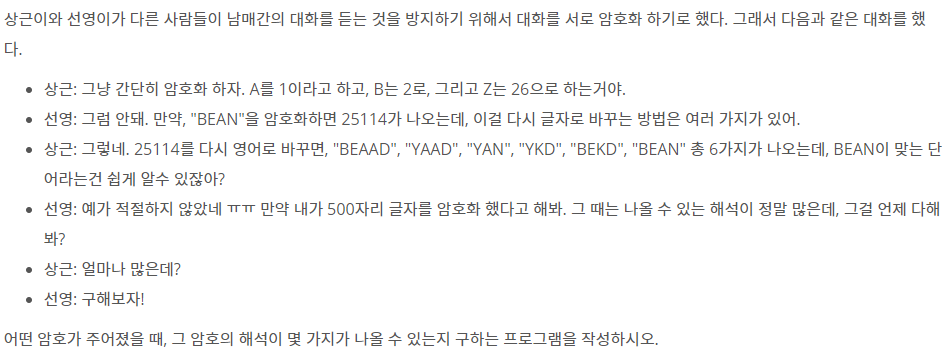 상근이와 선영이가 다른 사람들이 남매간의 대화를 듣는 것을 방지하기 위해서 대화를 서로 암호화 하기로 했다. 그래서 다음과 같은 대화를 했
다.
• 상근: 그냥 간단히 암호화 하자. A를 1이라고 하고, B는 2로, 그리고 Z는 26으로 하는거야.
• 선영: 그럼 안돼. 만약, "BEAN"을 암호화하면 25114가 나오는데, 이걸 다시 글자로 바꾸는 방법은 여러 가지가 있어.
• 상근: 그렇네. 25114를 다시 영어로 바꾸면, "BEAAD", "YAAD", "YAN", "YKD", "BEKD", "BEAN" 총 6가지가 나오는데, BEAN이 맞는 단
어라는건 쉽게 알수 있잖아?
• 선영: 예가 적절하지 않았네 ㅠㅠ 만약 내가 500자리 글자를 암호화 했다고 해봐. 그 때는 나올 수 있는 해석이 정말 많은데, 그걸 언제 다해
봐?
• 상근: 얼마나 많은데?
• 선영: 구해보자!
어떤 암호가 주어졌을 때, 그 암호의 해석이 몇 가지가 나올 수 있는지 구하는 프로그램을 작성하시오.